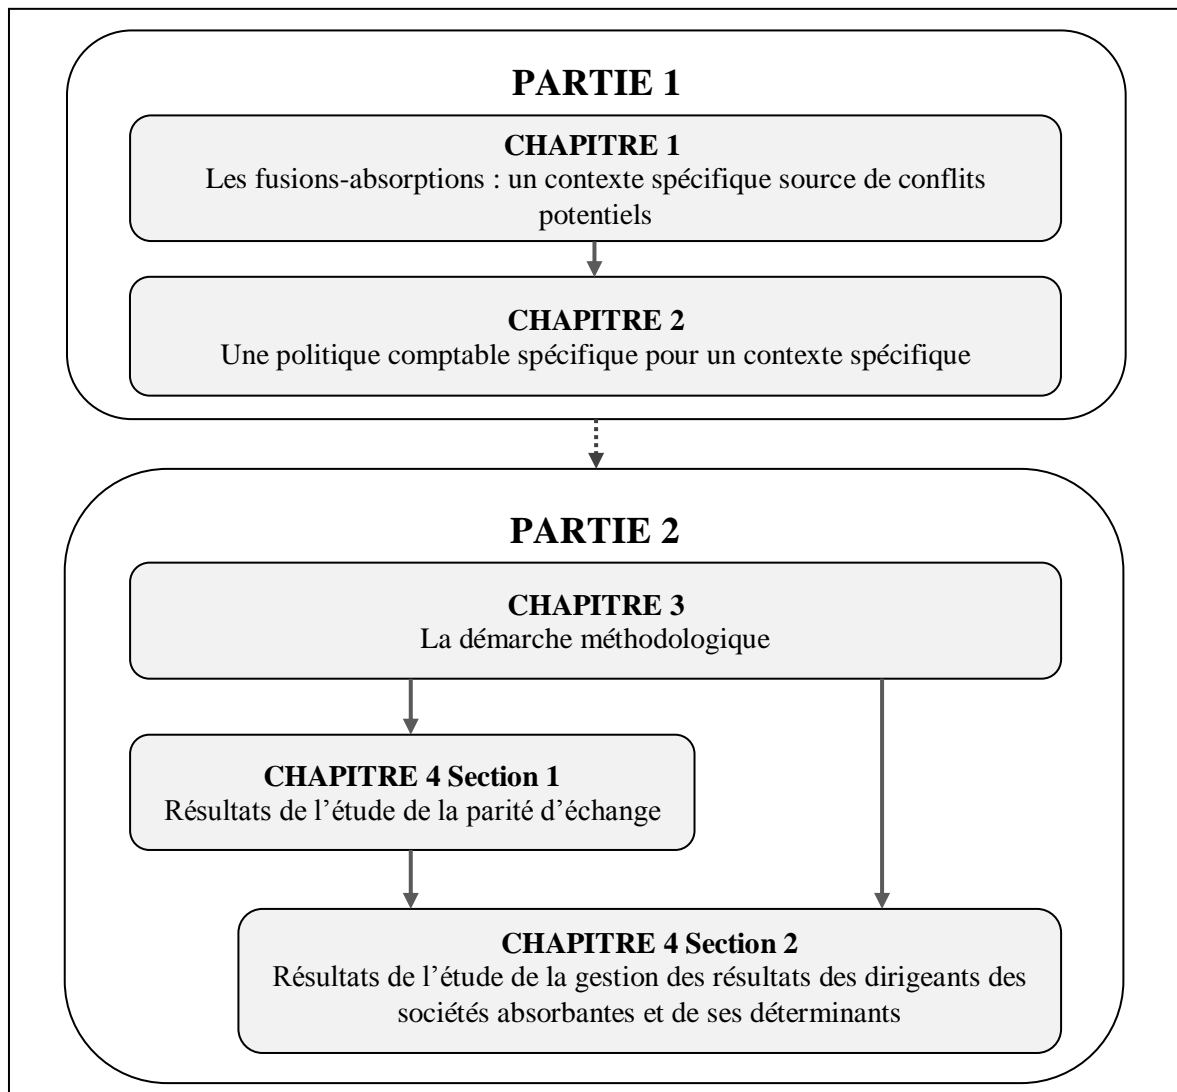 PARTIE 1
CHAPITRE 1
Les fusions-absorptions : un contexte spécifique source de conflits
potentiels
CHAPITRE 2
Une politique comptable spécifique pour un contexte spécifique
PARTIE 2
CHAPITRE 3
La démarche méthodologique
CHAPITRE 4 Section 1
Résultats de l’étude de la parité d’échange
CHAPITRE 4 Section 2
Résultats de l’étude de la gestion des résultats des dirigeants des
sociétés absorbantes et de ses déterminants